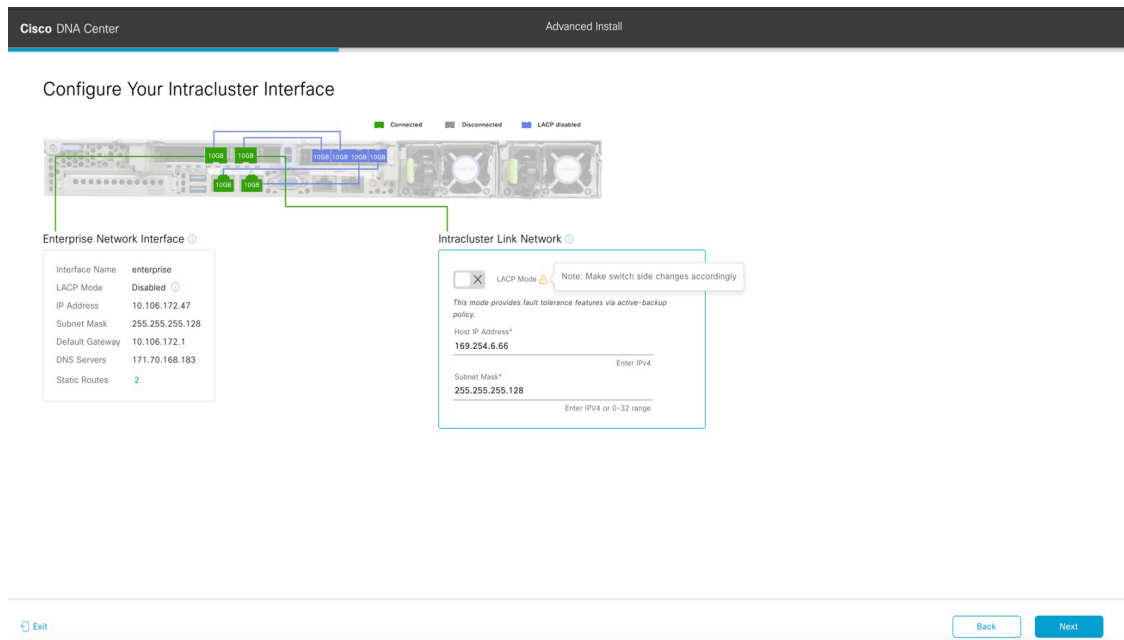 Cisco DNA Center
Advanced Install
Configure Your Intracluster Interface
Connected
Disconnected
LACP disabled
10GB 10GB
10GB 10GB 10GB 10GB
10GB 10GB
Enterprise Network Interface
Interface Name enterprise
LACP Mode Disabled
IP Address 10.106.172.47
Subnet Mask 255.255.255.128
Default Gateway 10.106.172.1
DNS Servers 171.70.168.183
Static Routes 2
Intracluster Link Network
LACP Mode
Note: Make switch side changes accordingly
This mode provides fault tolerance features via active-backup
policy.
Host IP Address*
169.254.6.66
Enter IPv4
Subnet Mask*
255.255.255.128
Enter IPV4 or 0-32 range
Exit
Back
Next